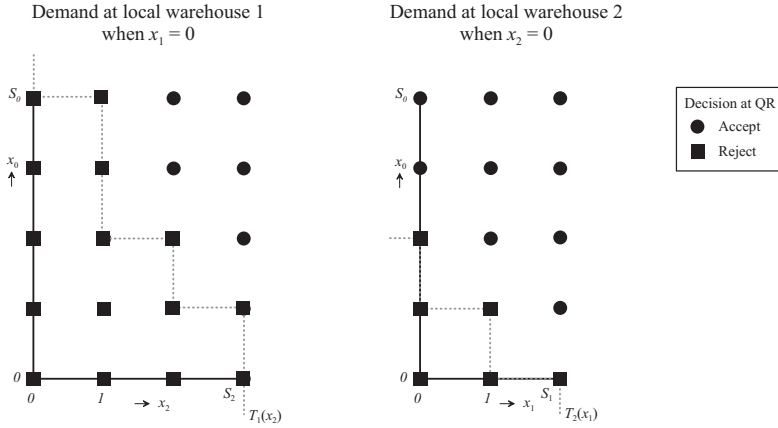 Demand at local warehouse 1
when x₁ = 0
Demand at local warehouse 2
when x₂ = 0
S₀
x₀
0
0
1
x₂
S₂
T₁(x₂)
S₀
x₀
0
0
1
x₁
S₁
T₂(x₁)
Decision at QR
Accept
Reject